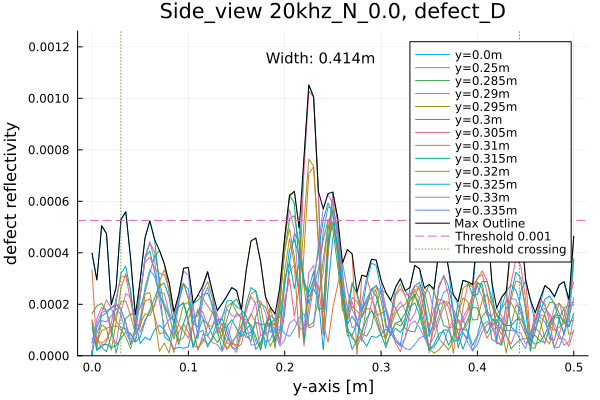 Side_view 20khz_N_0.0, defect_D
Width: 0.414m
defect reflectivity
0.0012
0.0010
0.0008
0.0006
0.0004
0.0002
0.0000
y=0.0m
y=0.25m
y=0.285m
y=0.29m
y=0.295m
y=0.3m
y=0.305m
y=0.31m
y=0.315m
y=0.32m
y=0.325m
y=0.33m
y=0.335m
Max Outline
Threshold 0.001
Threshold crossing
0.0 0.1 0.2 0.3 0.4 0.5
y-axis [m]